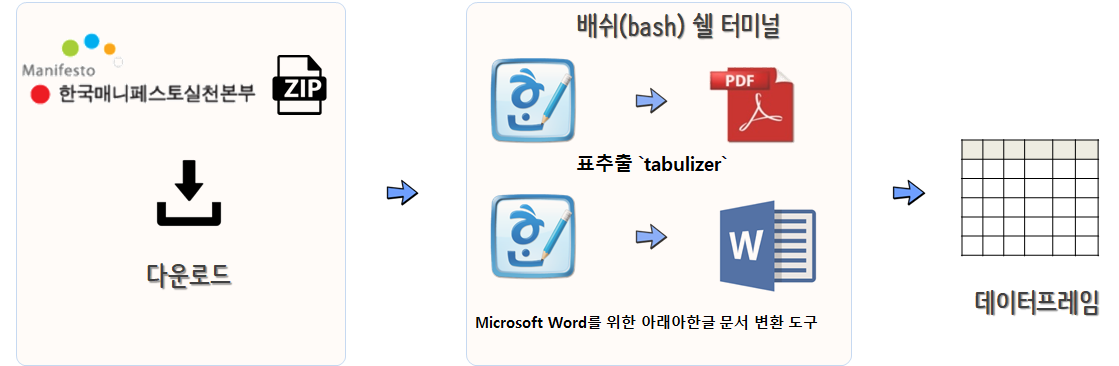 Manifesto
한국매니페스토실천본부
ZIP
다운로드
배쉬(bash) 쉘 터미널
PDF
표추출 `tabulizer`
W
Microsoft Word를 위한 아래아한글 문서 변환 도구
데이터프레임